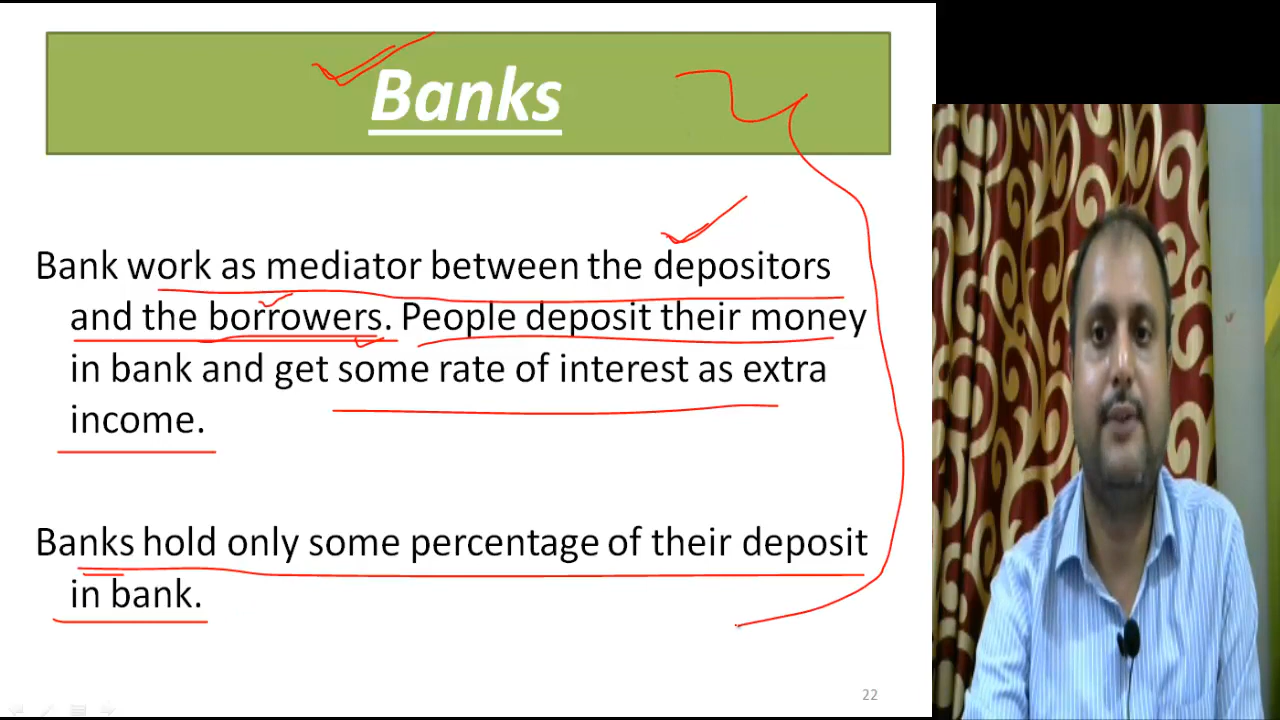 Banks
Bank work as mediator between the depositors
and the borrowers. People deposit their money
in bank and get some rate of interest as extra
income.
Banks hold only some percentage of their deposit
in bank.
22